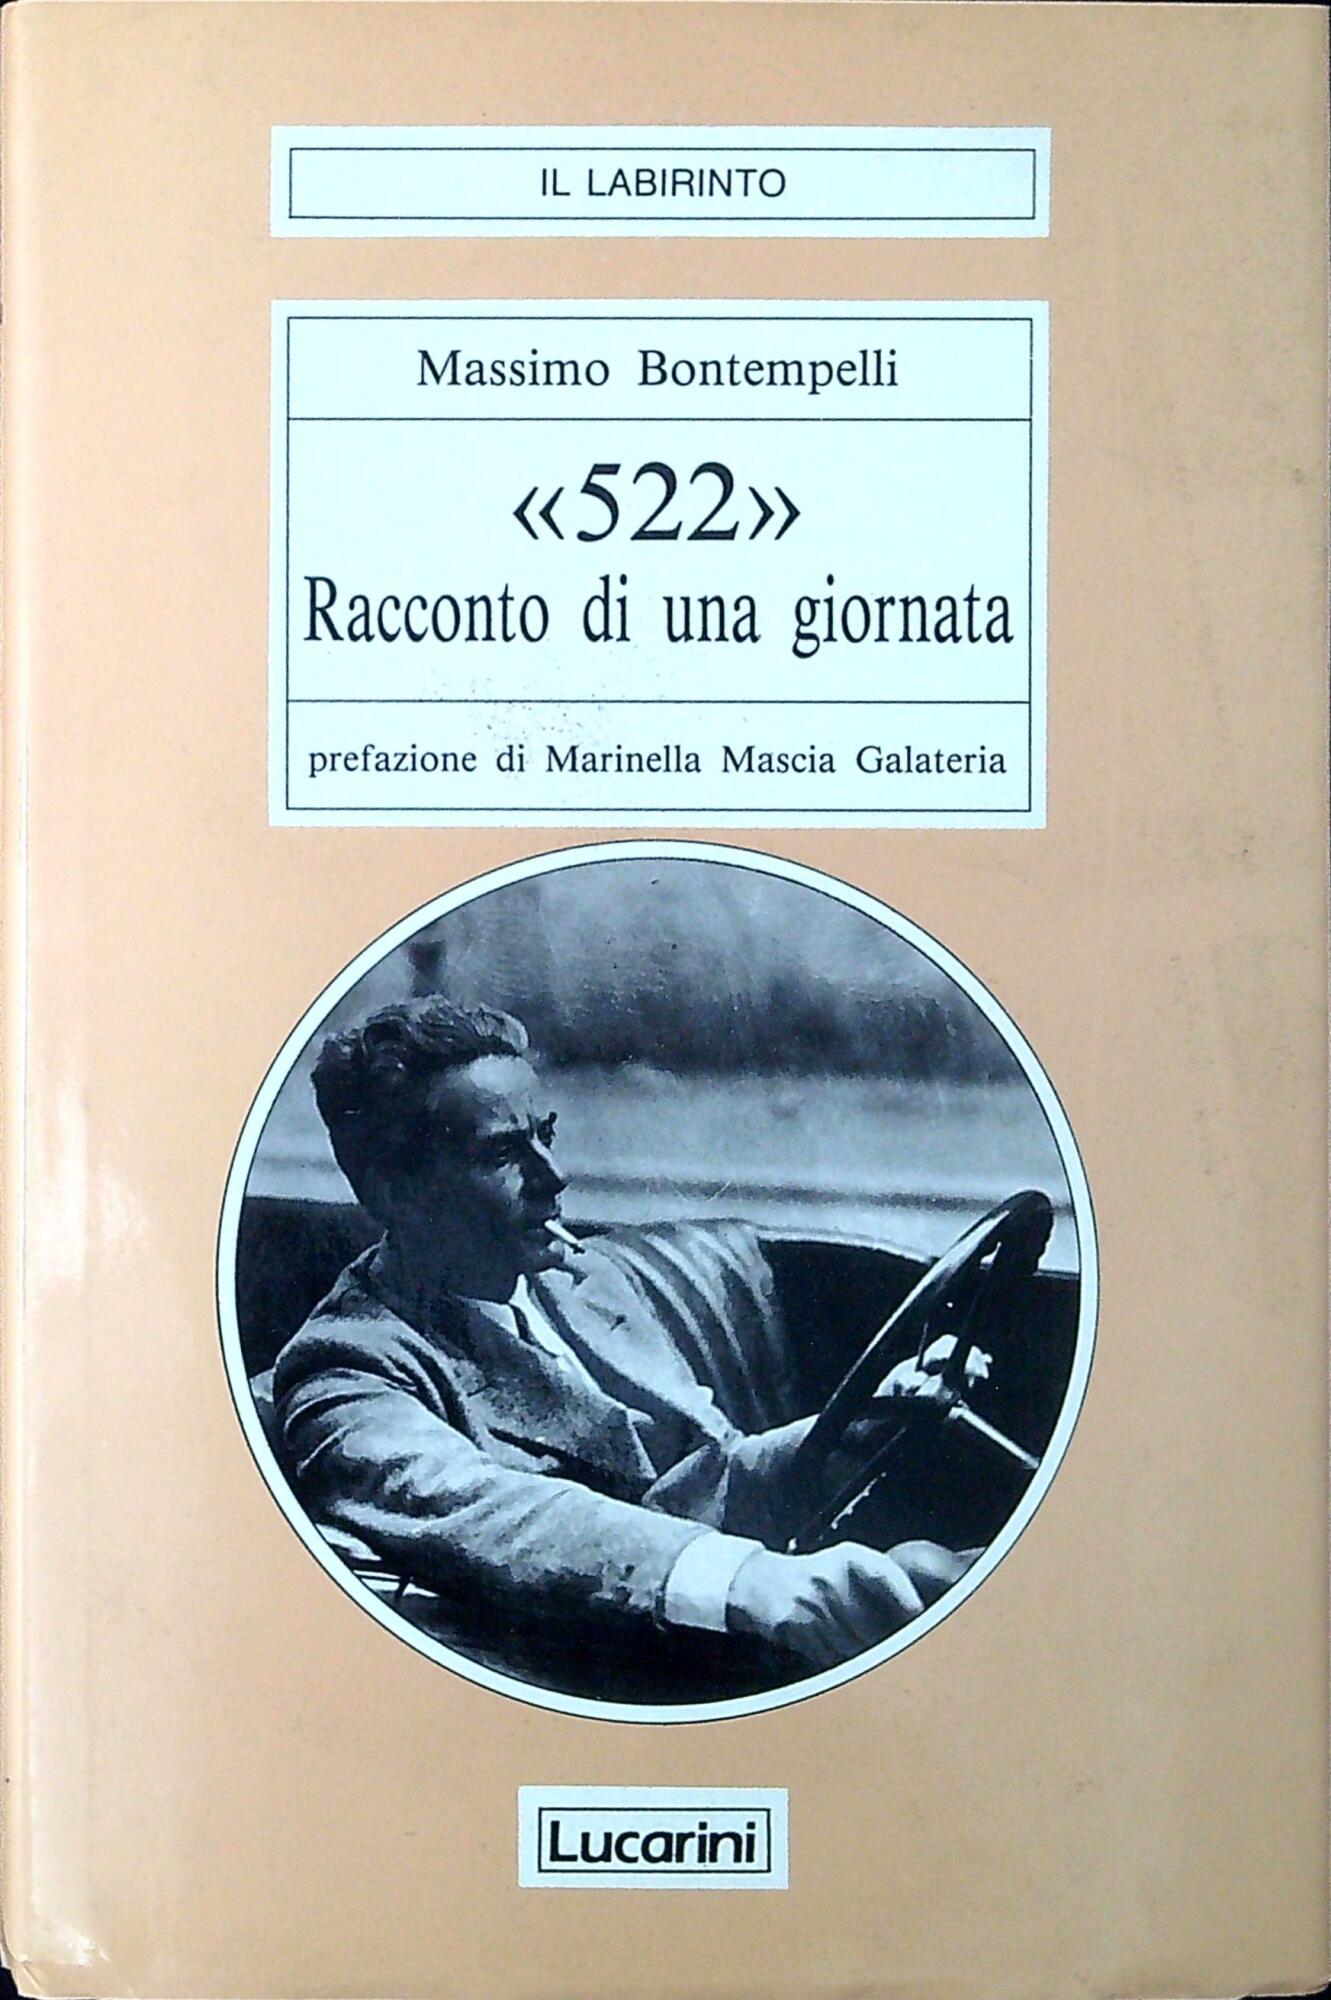 IL LABIRINTO
Massimo Bontempelli
«522»
Racconto di una giornata
prefazione di Marinella Mascia Galateria
Lucarini